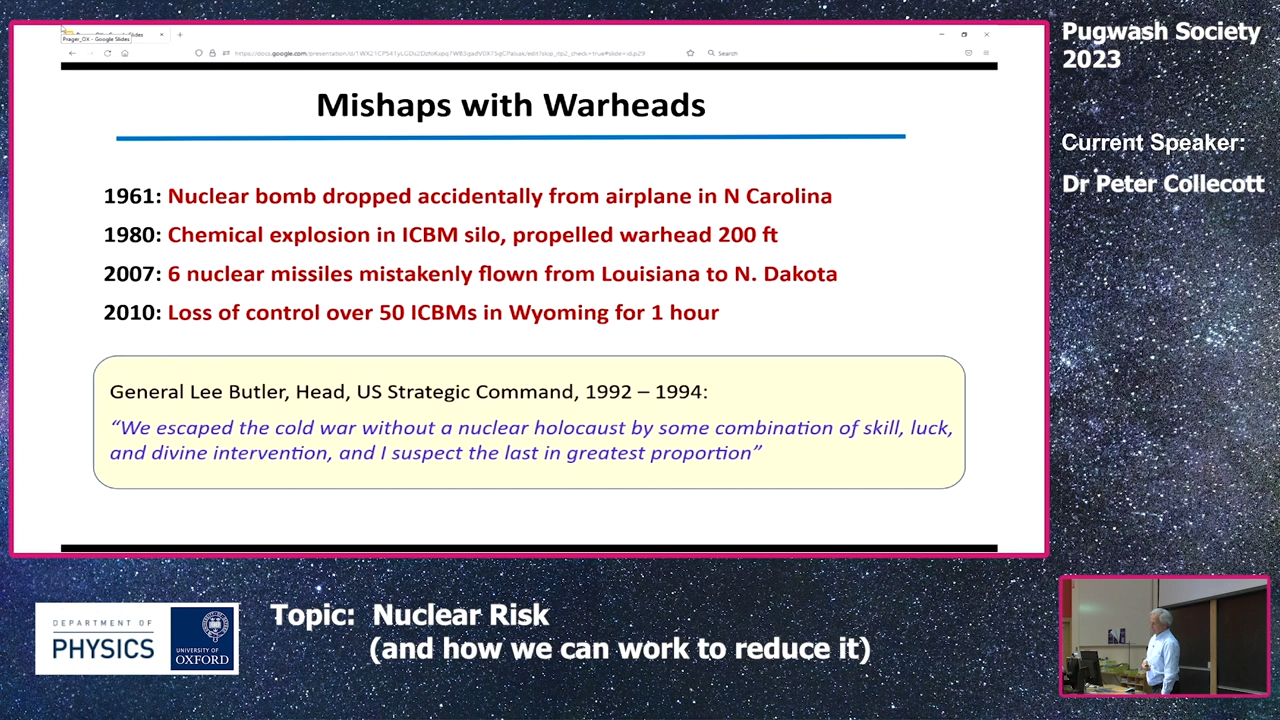 Prager_OX - Google Slides
Search
Mishaps with Warheads
1961: Nuclear bomb dropped accidentally from airplane in N Carolina
1980: Chemical explosion in ICBM silo, propelled warhead 200 ft
2007: 6 nuclear missiles mistakenly flown from Louisiana to N. Dakota
2010: Loss of control over 50 ICBMs in Wyoming for 1 hour
General Lee Butler, Head, US Strategic Command, 1992 – 1994:
“We escaped the cold war without a nuclear holocaust by some combination of skill, luck,
and divine intervention, and I suspect the last in greatest proportion”
Pugwash Society
2023
Current Speaker:
Dr Peter Collecott
DEPARTMENT OF
PHYSICS
UNIVERSITY OF
OXFORD
Topic: Nuclear Risk
(and how we can work to reduce it)